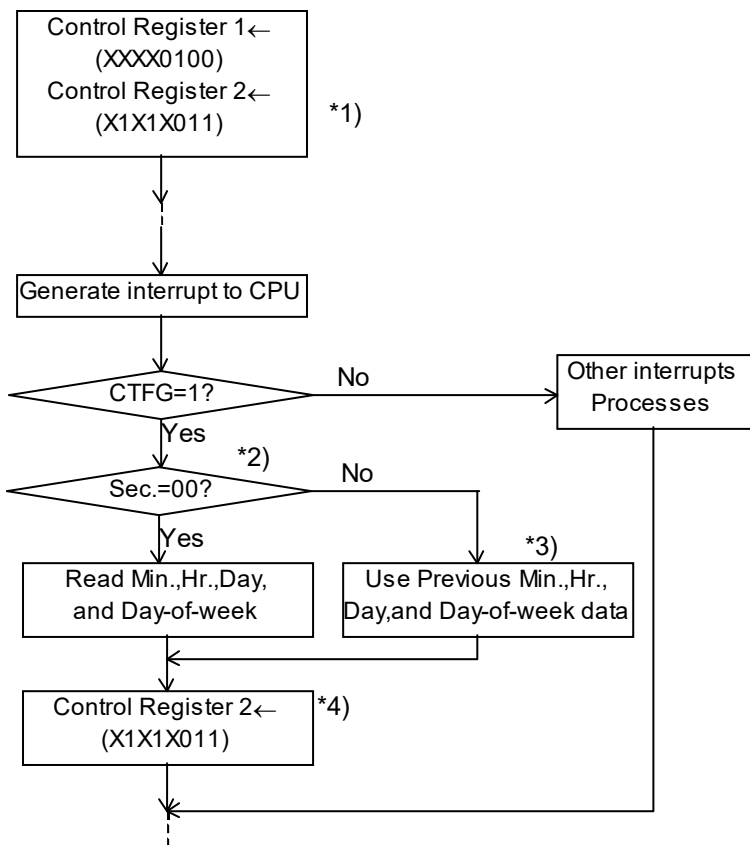 Control Register 1←
(XXXX0100)
Control Register 2←
(X1X1X011)
*1)
Generate interrupt to CPU
CTFG=1?
No
Other interrupts
Processes
Yes
*2)
Sec.=00?
No
Yes
*3)
Read Min.,Hr.,Day,
and Day-of-week
Use Previous Min.,Hr.,
Day,and Day-of-week data
Control Register 2←
(X1X1X011)
*4)